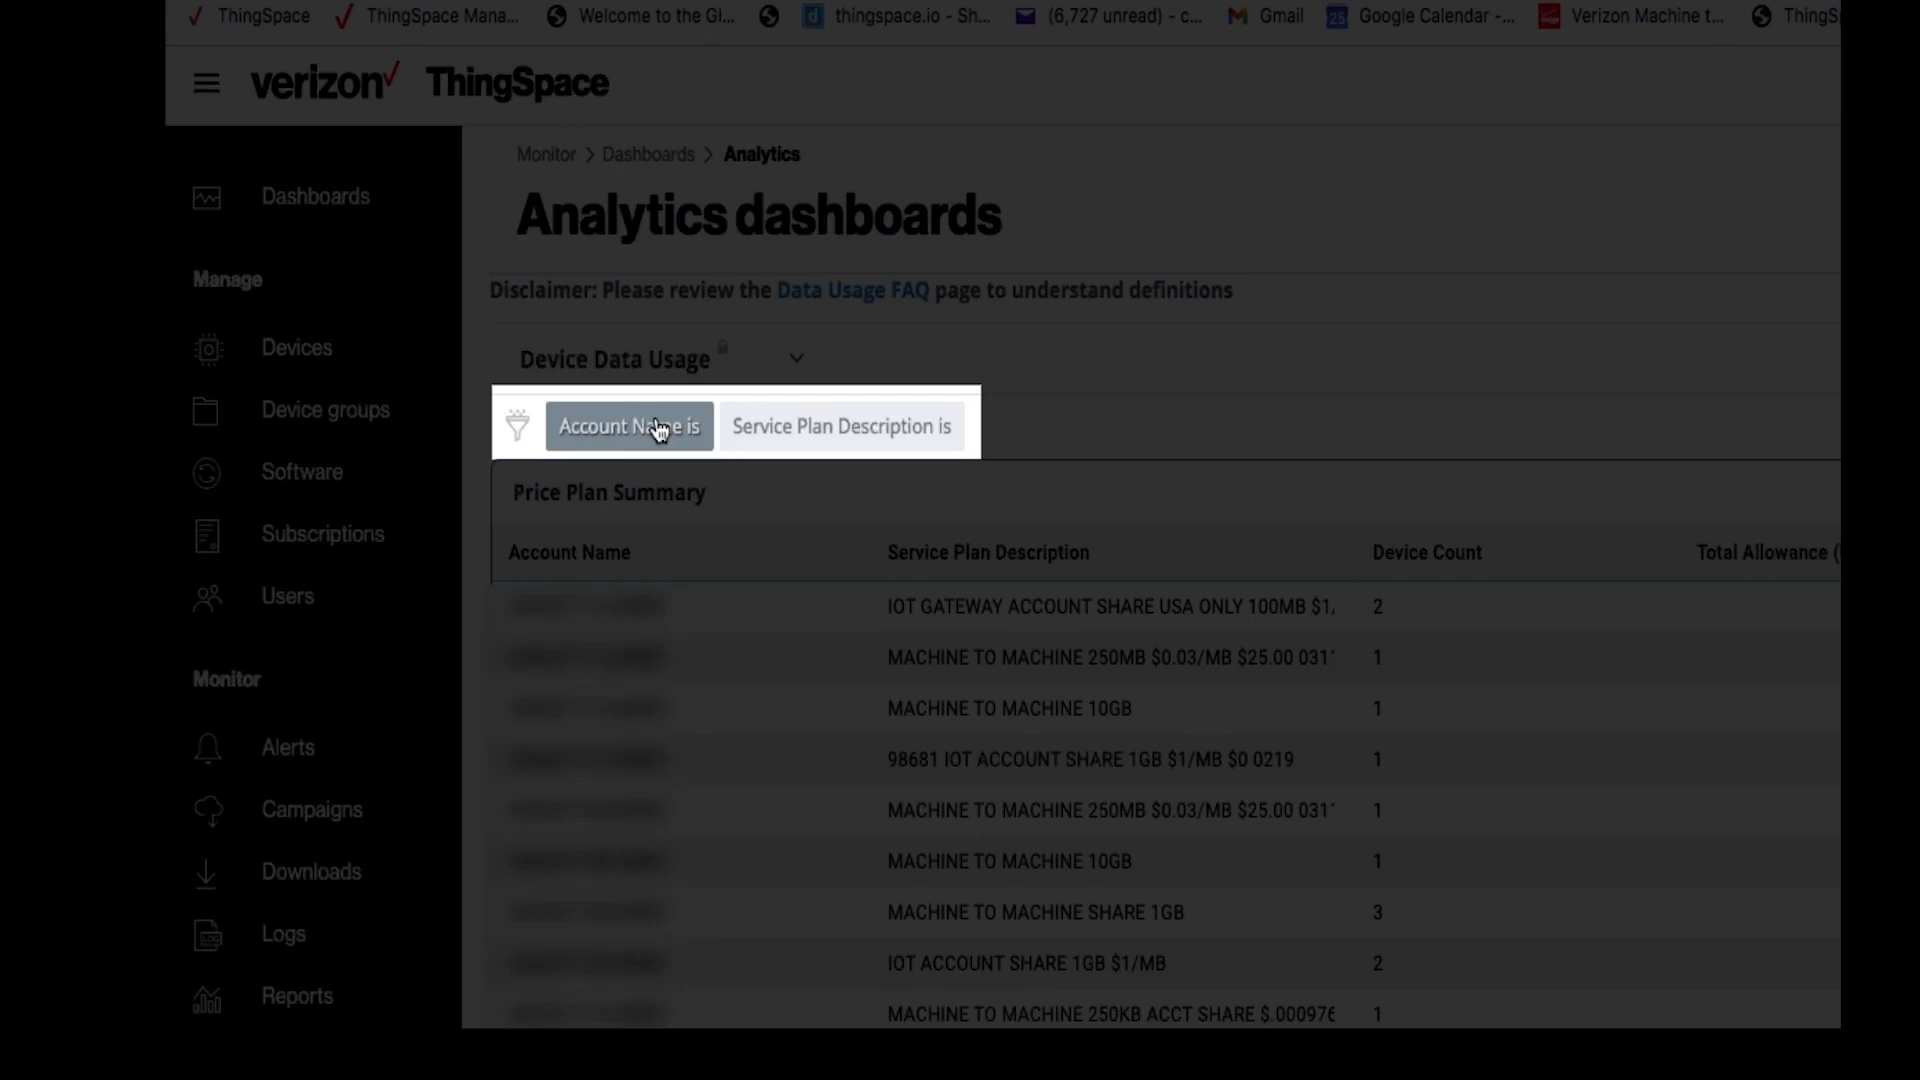 ThingSpace ThingSpace Mana... Welcome to the Gl... thingspace.io - Sh... (6,727 unread) - c... Gmail 25 Google Calendar -... Verizon Machine t... ThingS
verizon ThingSpace
Monitor > Dashboards > Analytics
Analytics dashboards
Dashboards
Manage
Devices
Device groups
Software
Subscriptions
Users
Monitor
Alerts
Campaigns
Downloads
LOG Logs
Reports
Disclaimer: Please review the Data Usage FAQ page to understand definitions
Device Data Usage
Account Name is Service Plan Description is
Price Plan Summary
Account Name Service Plan Description Device Count Total Allowance (
IOT GATEWAY ACCOUNT SHARE USA ONLY 100MB $1, 2
MACHINE TO MACHINE 250MB $0.03/MB $25.00 031 1
MACHINE TO MACHINE 10GB 1
98681 IOT ACCOUNT SHARE 1GB $1/MB $0 0219 1
MACHINE TO MACHINE 250MB $0.03/MB $25.00 031 1
MACHINE TO MACHINE 10GB 1
MACHINE TO MACHINE SHARE 1GB 3
IOT ACCOUNT SHARE 1GB $1/MB 2
MACHINE TO MACHINE 250KB ACCT SHARE $.000976 1